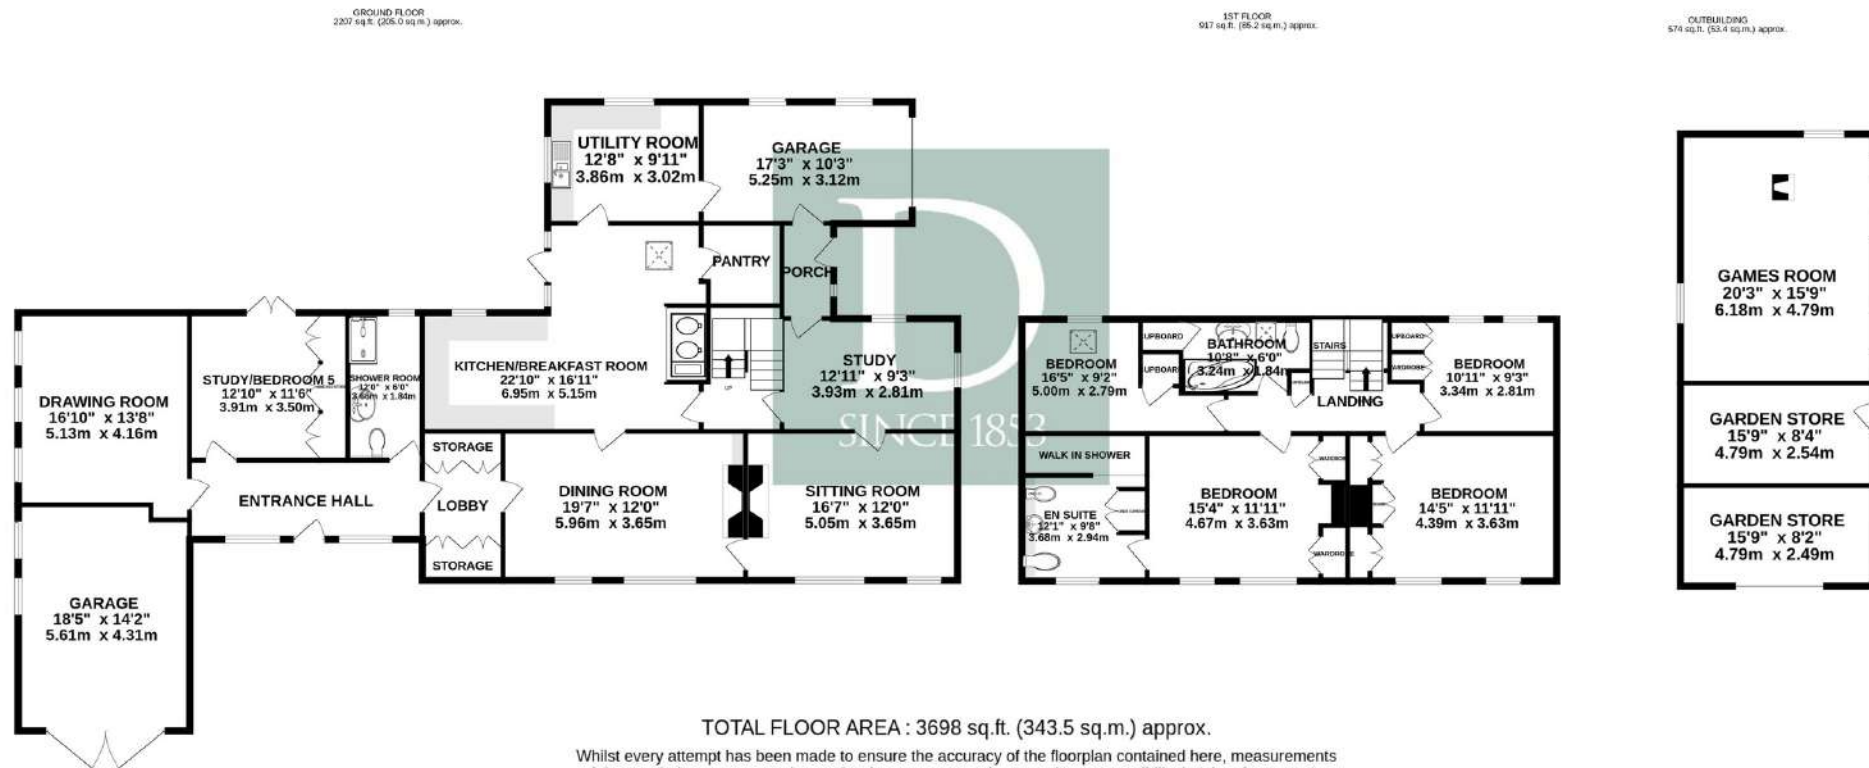 GROUND FLOOR
2207 sq.ft. (205.0 sq.m.) approx.
1ST FLOOR
917 sq.ft. (85.2 sq.m.) approx.
OUTBUILDING
574 sq.ft. (53.4 sq.m.) approx.
UTILITY ROOM
12'8" x 9'11"
3.86m x 3.02m
GARAGE
17'3" x 10'3"
5.25m x 3.12m
PANTRY
PORCH
D
SINCE 1853
KITCHEN/BREAKFAST ROOM
22'10" x 16'11"
6.95m x 5.15m
UP
STUDY
12'11" x 9'3"
3.93m x 2.81m
DRAWING ROOM
16'10" x 13'8"
5.13m x 4.16m
STUDY/BEDROOM 5
12'10" x 11'6"
3.91m x 3.50m
SHOWER ROOM
12'0" x 6'0"
3.66m x 1.84m
ENTRANCE HALL
STORAGE
LOBBY
STORAGE
DINING ROOM
19'7" x 12'0"
5.96m x 3.65m
SITTING ROOM
16'7" x 12'0"
5.05m x 3.65m
GARAGE
18'5" x 14'2"
5.61m x 4.31m
BEDROOM
16'5" x 9'2"
5.00m x 2.79m
UPBOARD
UPBOARD
BATHROOM
10'8" x 6'0"
3.24m x 1.84m
STAIRS
LANDING
UPBOARD
WARDROBE
BEDROOM
10'11" x 9'3"
3.34m x 2.81m
WALK IN SHOWER
EN SUITE
12'1" x 9'8"
3.68m x 2.94m
BEDROOM
15'4" x 11'11"
4.67m x 3.63m
WARDROBE
WARDROBE
BEDROOM
14'5" x 11'11"
4.39m x 3.63m
GAMES ROOM
20'3" x 15'9"
6.18m x 4.79m
GARDEN STORE
15'9" x 8'4"
4.79m x 2.54m
GARDEN STORE
15'9" x 8'2"
4.79m x 2.49m
TOTAL FLOOR AREA : 3698 sq.ft. (343.5 sq.m.) approx.
Whilst every attempt has been made to ensure the accuracy of the floorplan contained here, measurements